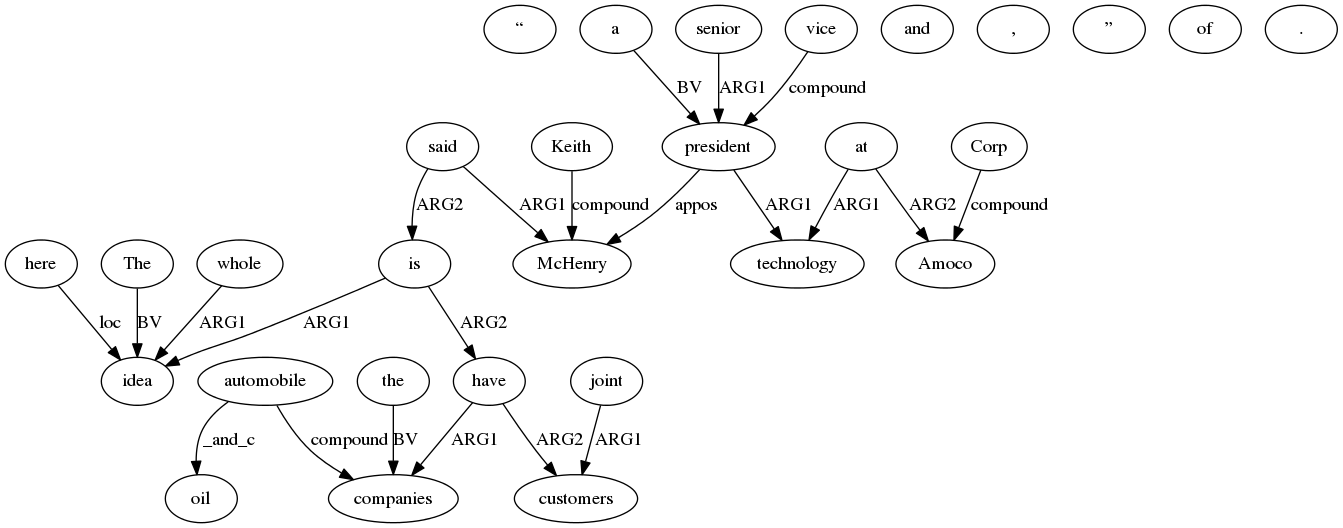 “ a senior vice and , ” of .
BV ARG1 compound
said Keith president at Corp
ARG2 ARG1 compound appos ARG1 ARG1 ARG2 compound
here The whole is McHenry technology Amoco
loc BV ARG1 ARG1 ARG2
idea automobile the have joint
_and_c compound BV ARG1 ARG2 ARG1
oil companies customers